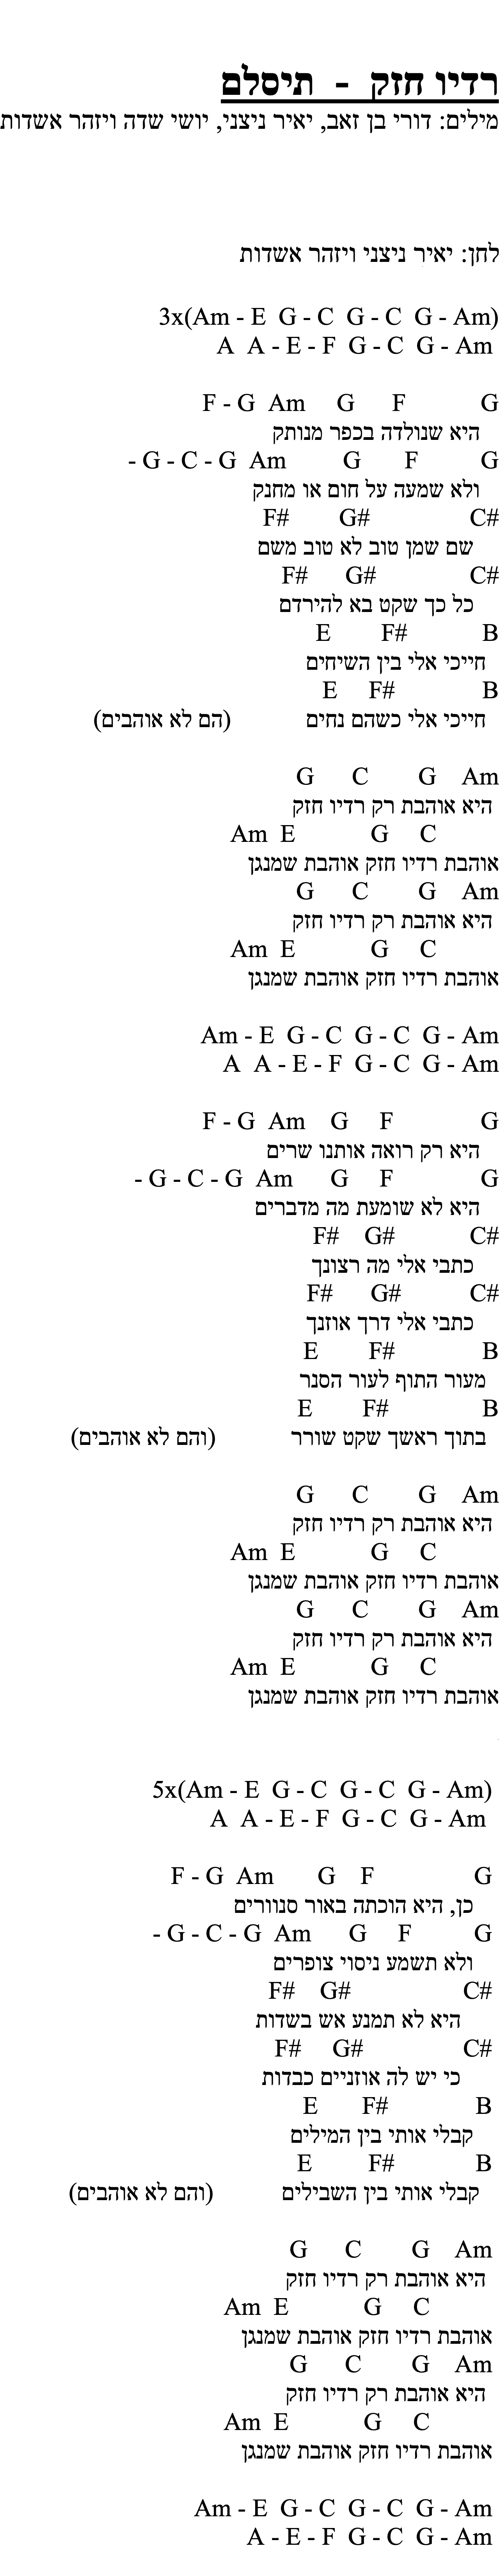 רדיו חזק - תיסלם
מילים: דורי בן זאב, יאיר ניצני, יושי שדה ויזהר אשדות
לחן: יאיר ניצני ויזהר אשדות
3x(Am - E  G - C  G - C  G - Am)
A  A - E - F  G - C  G - Am
F - G  Am  G  F  G
היא שנולדה בכפר מנותק
- G - C - G  Am  G  F  G
ולא שמעה על חום או מחנק
F#  G#  C#
שם שמן טוב לא טוב משם
F#  G#  C#
כל כך שקט בא להירדם
E  F#  B
חייכי אלי בין השיחים
E  F#  B
חייכי אלי כשהם נחים (הם לא אוהבים)
G  C  G  Am
היא אוהבת רק רדיו חזק
Am  E  G  C
אוהבת רדיו חזק אוהבת שמנגן
G  C  G  Am
היא אוהבת רק רדיו חזק
Am  E  G  C
אוהבת רדיו חזק אוהבת שמנגן
Am - E  G - C  G - C  G - Am
A  A - E - F  G - C  G - Am
F - G  Am  G  F  G
היא רק רואה אותנו שרים
- G - C - G  Am  G  F  G
היא לא שומעת מה מדברים
F#  G#  C#
כתבי אלי מה רצונך
F#  G#  C#
כתבי אלי דרך אוזנך
E  F#  B
מעור התוף לעור הסנר
E  F#  B
בתוך ראשך שקט שורר (והם לא אוהבים)
G  C  G  Am
היא אוהבת רק רדיו חזק
Am  E  G  C
אוהבת רדיו חזק אוהבת שמנגן
G  C  G  Am
היא אוהבת רק רדיו חזק
Am  E  G  C
אוהבת רדיו חזק אוהבת שמנגן
5x(Am - E  G - C  G - C  G - Am)
A  A - E - F  G - C  G - Am
F - G  Am  G  F  G
כן, היא הוכתה באור סנוורים
- G - C - G  Am  G  F  G
ולא תשמע ניסוי צופרים
F#  G#  C#
היא לא תמנע אש בשדות
F#  G#  C#
כי יש לה אוזניים כבדות
E  F#  B
קבלי אותי בין המילים
E  F#  B
קבלי אותי בין השבילים (והם לא אוהבים)
G  C  G  Am
היא אוהבת רק רדיו חזק
Am  E  G  C
אוהבת רדיו חזק אוהבת שמנגן
G  C  G  Am
היא אוהבת רק רדיו חזק
Am  E  G  C
אוהבת רדיו חזק אוהבת שמנגן
Am - E  G - C  G - C  G - Am
A - E - F  G - C  G - Am